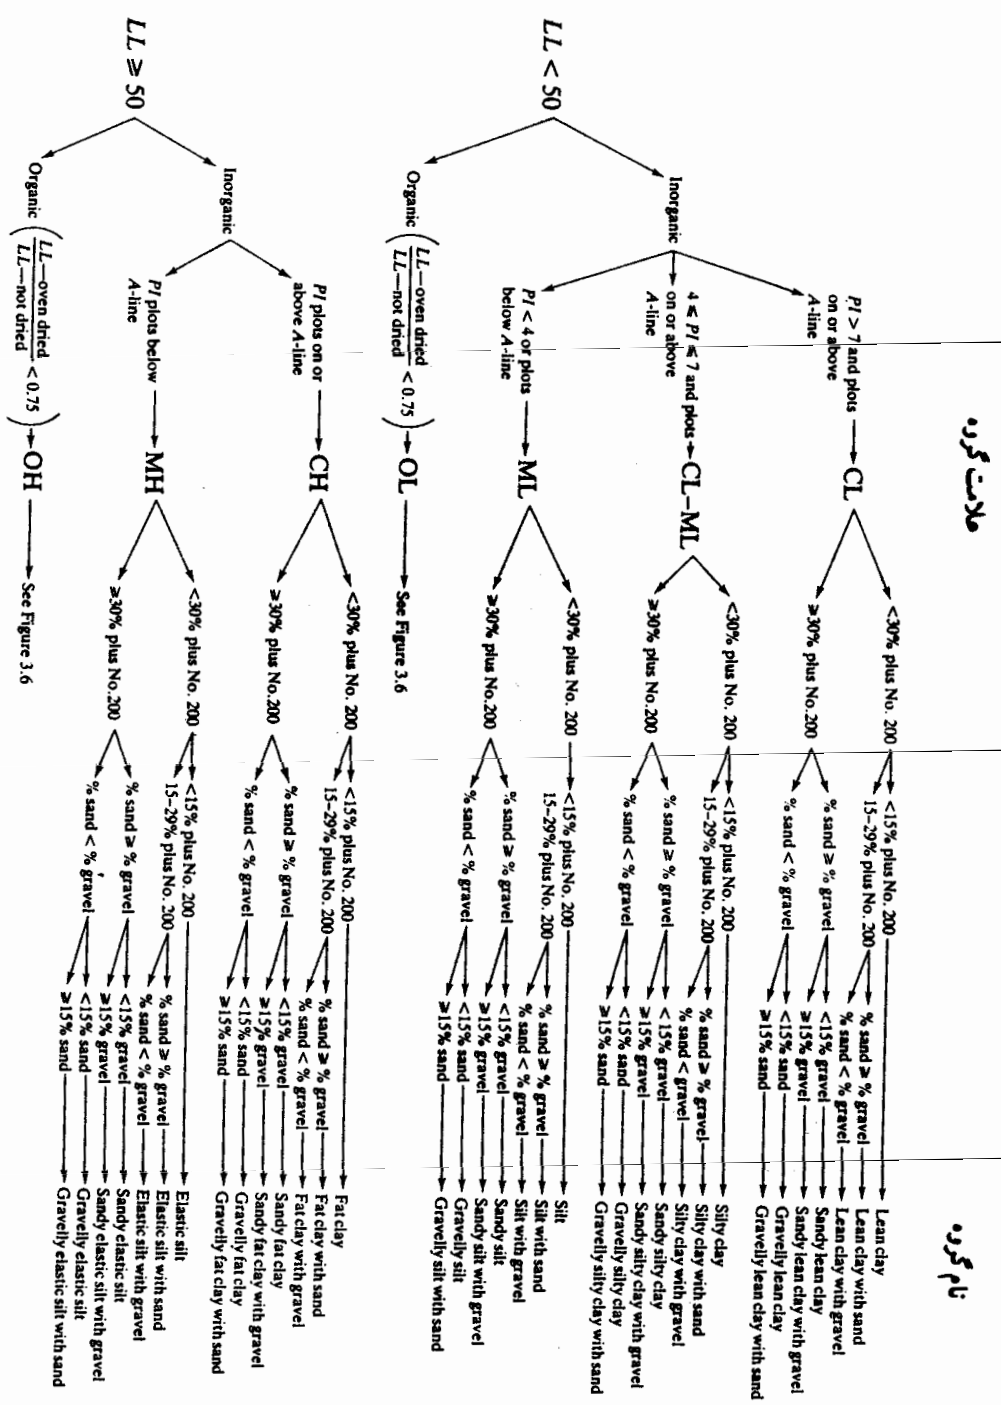 علامت گروه
نام گروه
LL < 50
Inorganic
PI > 7 and plots
on or above
A-line
CL
<30% plus No. 200
<15% plus No. 200
Lean clay
15–29% plus No. 200
% sand ⩾ % gravel
Lean clay with sand
% sand < % gravel
Lean clay with gravel
⩾30% plus No.200
% sand ⩾ % gravel
<15% gravel
Sandy lean clay
⩾15% gravel
Sandy lean clay with gravel
% sand < % gravel
<15% sand
Gravelly lean clay
⩾15% sand
Gravelly lean clay with sand
4 ⩽ PI ⩽ 7 and plots
on or above
A-line
CL–ML
<30% plus No. 200
<15% plus No. 200
Silty clay
15–29% plus No. 200
% sand ⩾ % gravel
Silty clay with sand
% sand < gravel
Silty clay with gravel
⩾30% plus No.200
% sand ⩾ % gravel
< 15% gravel
Sandy silty clay
⩾15% gravel
Sandy silty clay with gravel
% sand < % gravel
<15% sand
Gravelly silty clay
⩾15% sand
Gravelly silty clay with sand
PI < 4 or plots
below A-line
ML
<30% plus No. 200
<15% plus No. 200
Silt
15–29% plus No. 200
% sand ⩾ % gravel
Silt with sand
% sand < % gravel
Silt with gravel
⩾30% plus No.200
% sand ⩾ % gravel
<15% gravel
Sandy silt
⩾15% gravel
Sandy silt with gravel
% sand < % gravel
<15% sand
Gravelly silt
⩾15% sand
Gravelly silt with sand
Organic (LL—oven dried / LL—not dried < 0.75)
OL
See Figure 3.6
LL ⩾ 50
Inorganic
PI plots on or
above A-line
CH
<30% plus No. 200
<15% plus No. 200
Fat clay
15–29% plus No. 200
% sand ⩾ % gravel
Fat clay with sand
% sand < % gravel
Fat clay with gravel
⩾30% plus No.200
% sand ⩾ % gravel
<15% gravel
Sandy fat clay
⩾15% gravel
Sandy fat clay with gravel
% sand < % gravel
<15% sand
Gravelly fat clay
⩾15% sand
Gravelly fat clay with sand
PI plots below
A-line
MH
<30% plus No. 200
<15% plus No. 200
Elastic silt
15–29% plus No. 200
% sand ⩾ % gravel
Elastic silt with sand
% sand < % gravel
Elastic silt with gravel
⩾30% plus No.200
% sand ⩾ % gravel
<15% gravel
Sandy elastic silt
⩾15% gravel
Sandy elastic silt with gravel
% sand < % gravel
<15% sand
Gravelly elastic silt
⩾15% sand
Gravelly elastic silt with sand
Organic (LL—oven dried / LL—not dried < 0.75)
OH
See Figure 3.6